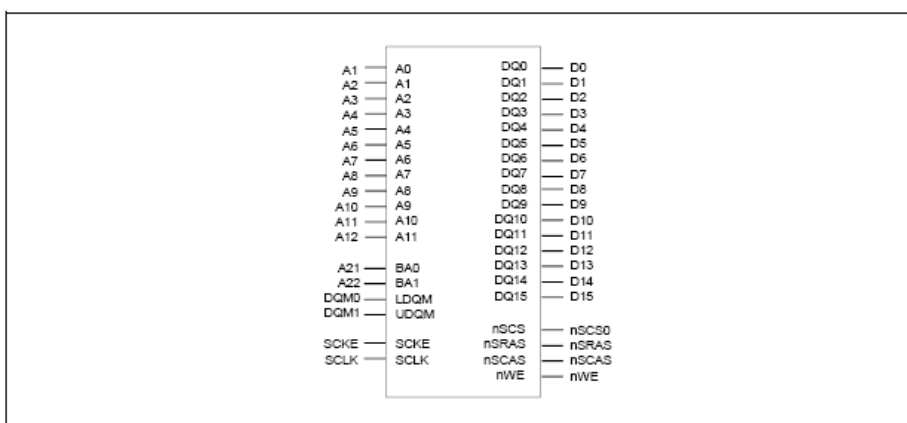 A1 A0 DQ0 D0
A2 A1 DQ1 D1
A3 A2 DQ2 D2
A4 A3 DQ3 D3
A5 A4 DQ4 D4
A6 A5 DQ5 D5
A7 A6 DQ6 D6
A8 A7 DQ7 D7
A9 A8 DQ8 D8
A10 A9 DQ9 D9
A11 A10 DQ10 D10
A12 A11 DQ11 D11
DQ12 D12
A21 BA0 DQ13 D13
A22 BA1 DQ14 D14
DQM0 LDQM DQ15 D15
DQM1 UDQM
nSCS nSCS0
SCKE SCKE nSRAS nSRAS
SCLK SCLK nSCAS nSCAS
nWE nWE